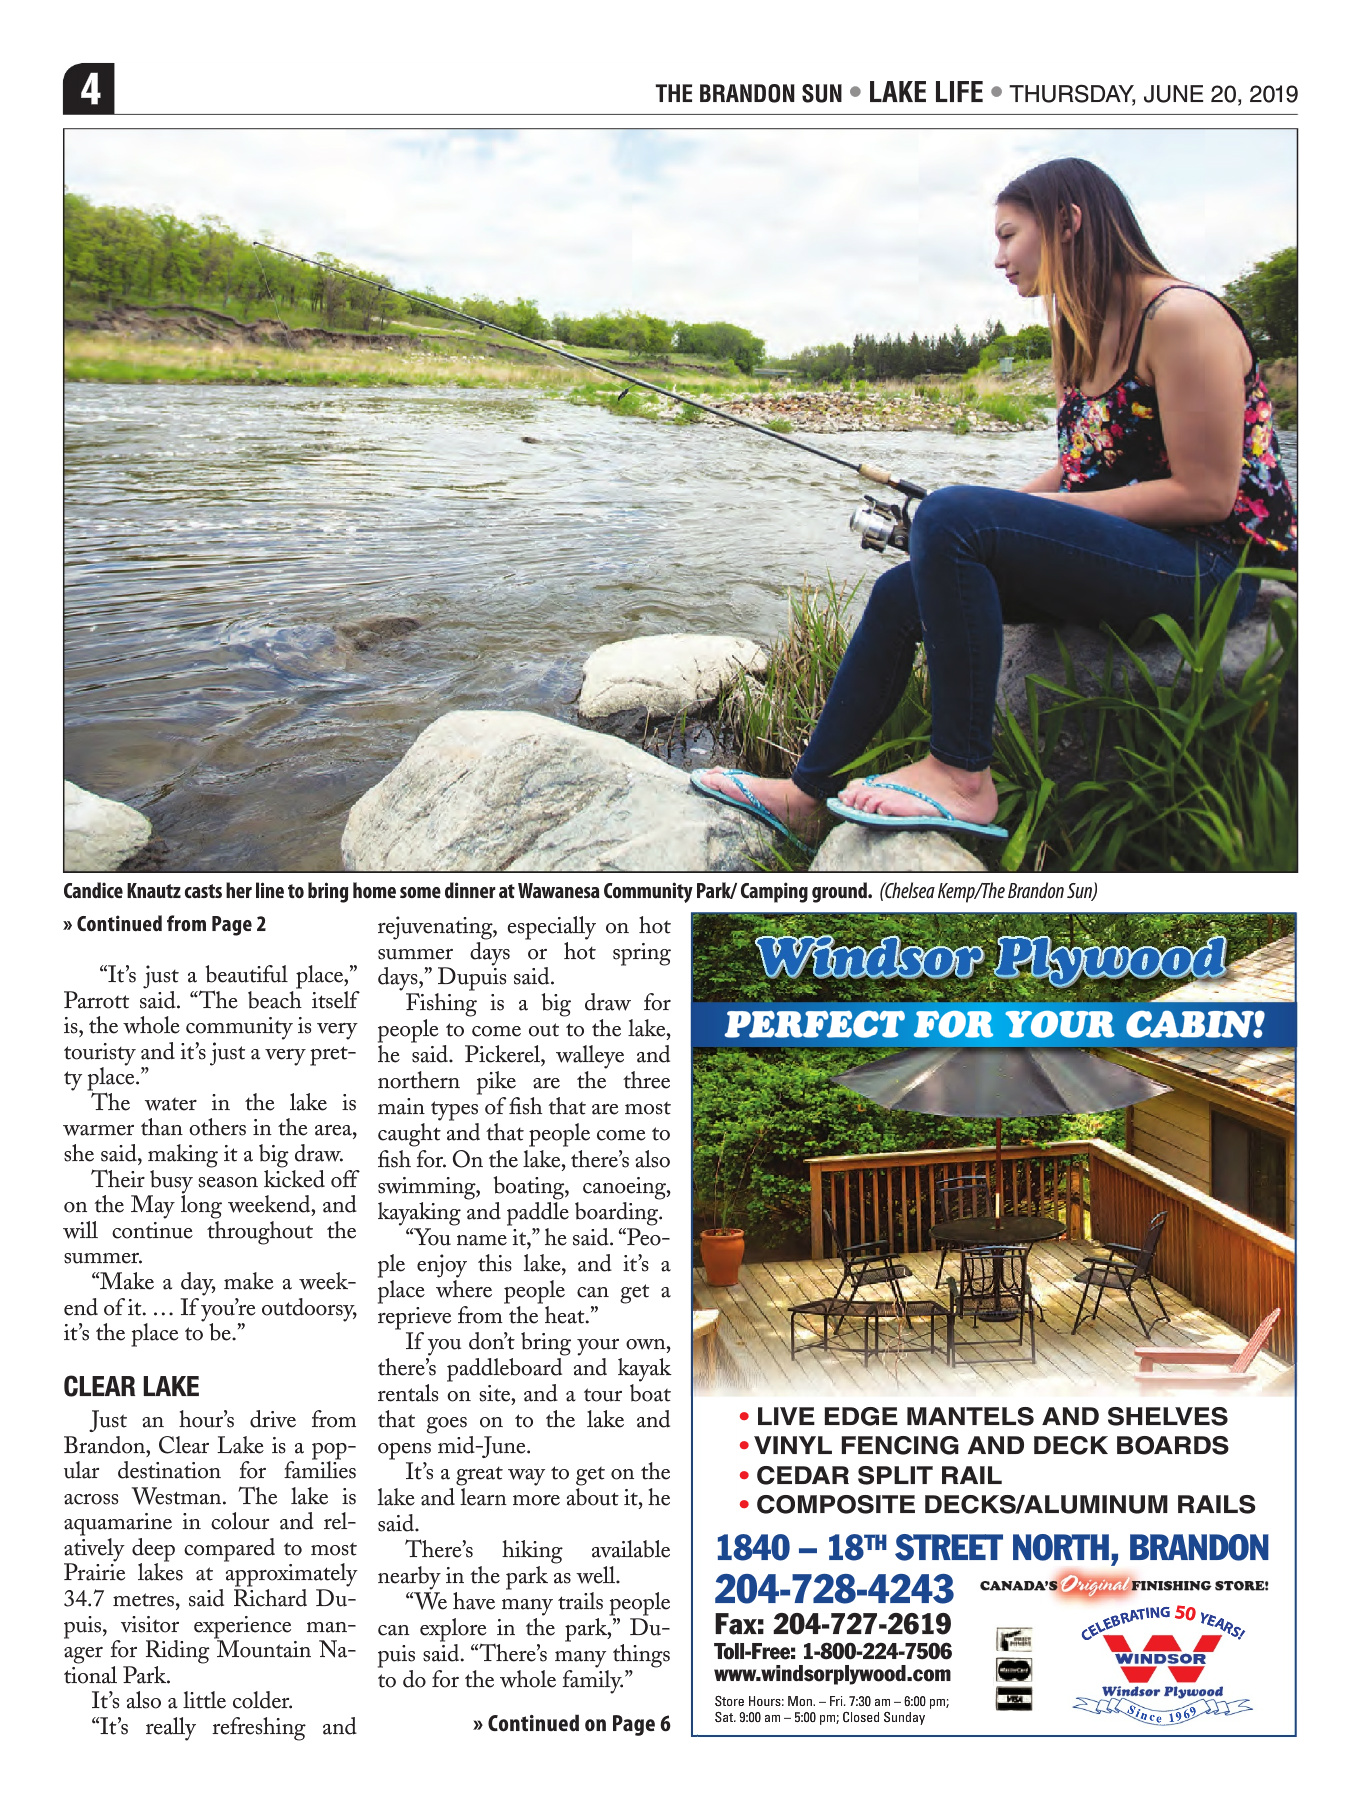 4
THE BRANDON SUN • LAKE LIFE • THURSDAY, JUNE 20, 2019
Candice Knautz casts her line to bring home some dinner at Wawanesa Community Park/ Camping ground. (Chelsea Kemp/The Brandon Sun)
» Continued from Page 2
“It’s just a beautiful place,”
Parrott said. “The beach itself
is, the whole community is very
touristy and it’s just a very pret-
ty place.”
The water in the lake is
warmer than others in the area,
she said, making it a big draw.
Their busy season kicked off
on the May long weekend, and
will continue throughout the
summer.
“Make a day, make a week-
end of it. … If you’re outdoorsy,
it’s the place to be.”
CLEAR LAKE
Just an hour’s drive from
Brandon, Clear Lake is a pop-
ular destination for families
across Westman. The lake is
aquamarine in colour and rel-
atively deep compared to most
Prairie lakes at approximately
34.7 metres, said Richard Du-
puis, visitor experience man-
ager for Riding Mountain Na-
tional Park.
It’s also a little colder.
“It’s really refreshing and
rejuvenating, especially on hot
summer days or hot spring
days,” Dupuis said.
Fishing is a big draw for
people to come out to the lake,
he said. Pickerel, walleye and
northern pike are the three
main types of fish that are most
caught and that people come to
fish for. On the lake, there’s also
swimming, boating, canoeing,
kayaking and paddle boarding.
“You name it,” he said. “Peo-
ple enjoy this lake, and it’s a
place where people can get a
reprieve from the heat.”
If you don’t bring your own,
there’s paddleboard and kayak
rentals on site, and a tour boat
that goes on to the lake and
opens mid-June.
It’s a great way to get on the
lake and learn more about it, he
said.
There’s hiking available
nearby in the park as well.
“We have many trails people
can explore in the park,” Du-
puis said. “There’s many things
to do for the whole family.”
» Continued on Page 6
Windsor Plywood
PERFECT FOR YOUR CABIN!
• LIVE EDGE MANTELS AND SHELVES
• VINYL FENCING AND DECK BOARDS
• CEDAR SPLIT RAIL
• COMPOSITE DECKS/ALUMINUM RAILS
1840 – 18TH STREET NORTH, BRANDON
204-728-4243
Fax: 204-727-2619
Toll-Free: 1-800-224-7506
www.windsorplywood.com
Store Hours: Mon. – Fri. 7:30 am – 6:00 pm;
Sat. 9:00 am – 5:00 pm; Closed Sunday
CANADA’S Original FINISHING STORE!
MasterCard
VISA
CELEBRATING 50 YEARS!
WINDSOR
Windsor Plywood
Since 1969